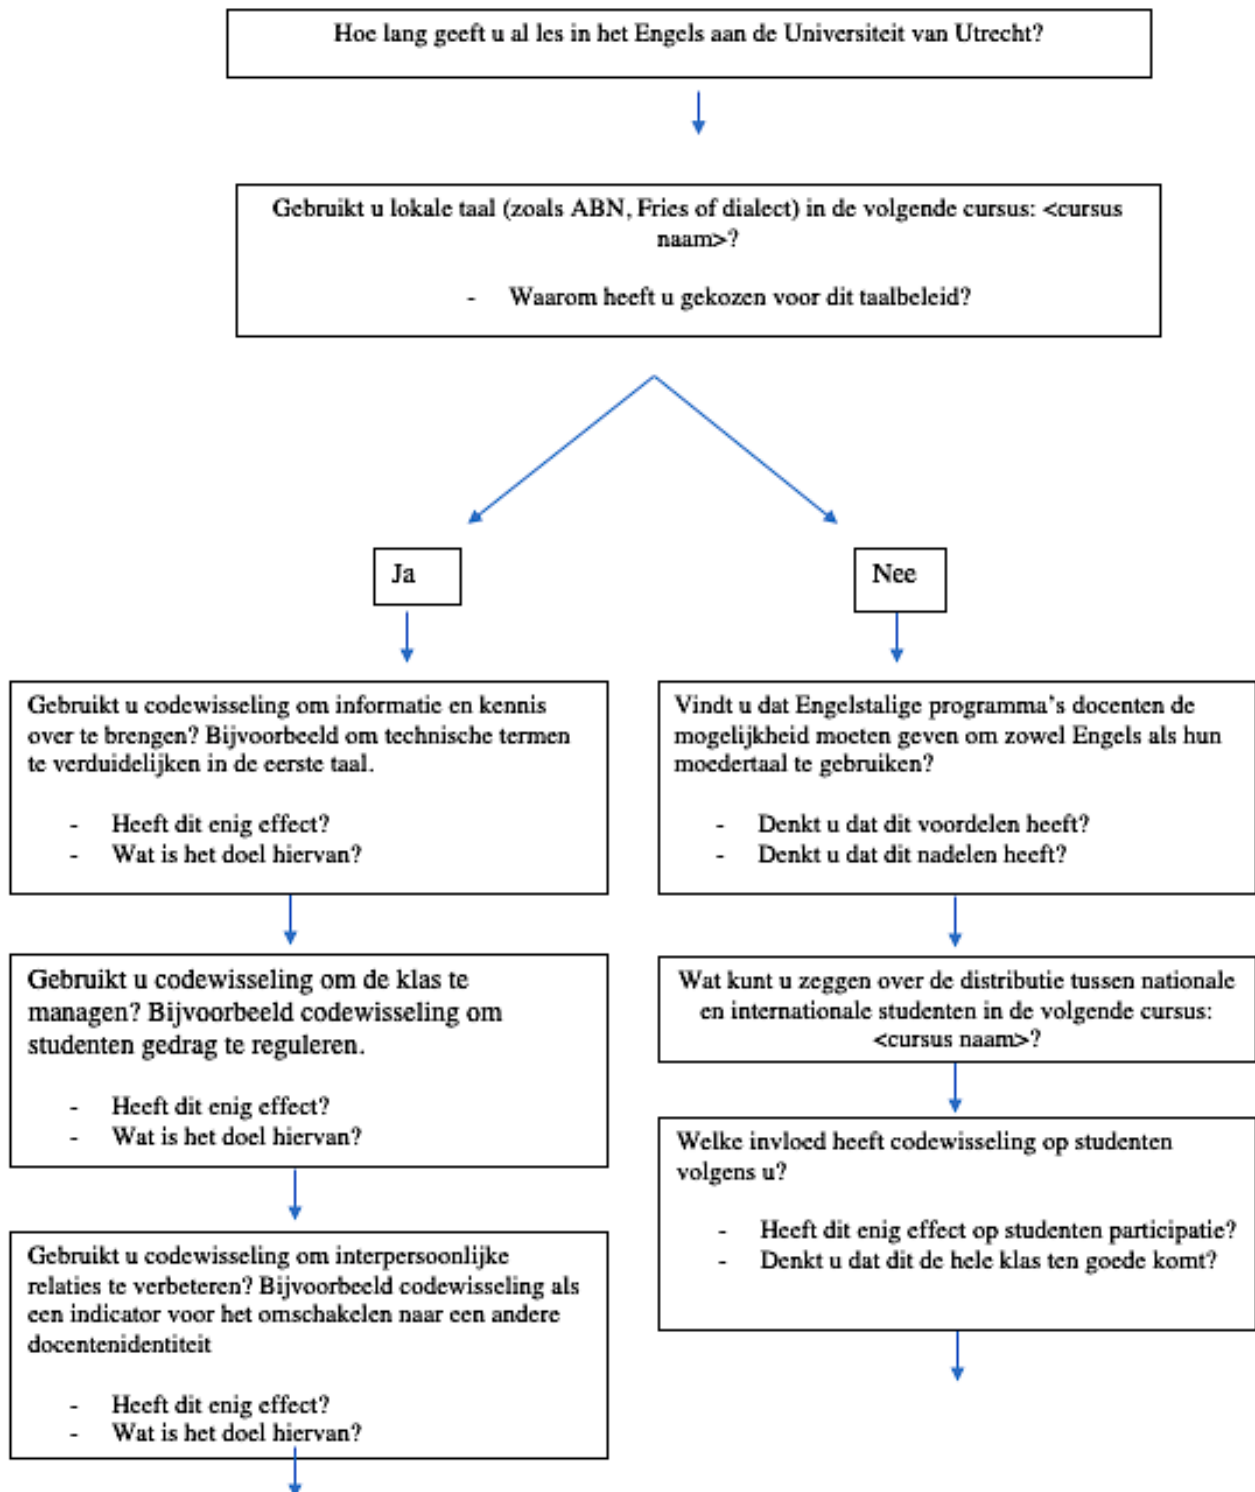 Hoe lang geeft u al les in het Engels aan de Universiteit van Utrecht?
Gebruikt u lokale taal (zoals ABN, Fries of dialect) in de volgende cursus: <cursus
naam>?
- Waarom heeft u gekozen voor dit taalbeleid?
Ja
Nee
Gebruikt u codewisseling om informatie en kennis
over te brengen? Bijvoorbeeld om technische termen
te verduidelijken in de eerste taal.
- Heeft dit enig effect?
- Wat is het doel hiervan?
Gebruikt u codewisseling om de klas te
managen? Bijvoorbeeld codewisseling om
studenten gedrag te reguleren.
- Heeft dit enig effect?
- Wat is het doel hiervan?
Gebruikt u codewisseling om interpersoonlijke
relaties te verbeteren? Bijvoorbeeld codewisseling als
een indicator voor het omschakelen naar een andere
docentenidentiteit
- Heeft dit enig effect?
- Wat is het doel hiervan?
Vindt u dat Engelstalige programma's docenten de
mogelijkheid moeten geven om zowel Engels als hun
moedertaal te gebruiken?
- Denkt u dat dit voordelen heeft?
- Denkt u dat dit nadelen heeft?
Wat kunt u zeggen over de distributie tussen nationale
en internationale studenten in de volgende cursus:
<cursus naam>?
Welke invloed heeft codewisseling op studenten
volgens u?
- Heeft dit enig effect op studenten participatie?
- Denkt u dat dit de hele klas ten goede komt?